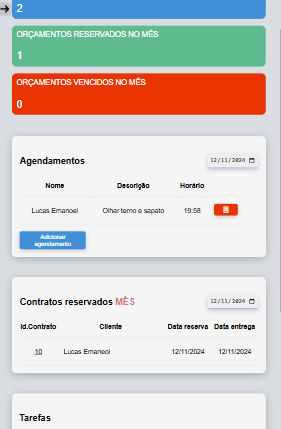 2
ORÇAMENTOS RESERVADOS NO MÊS
1
ORÇAMENTOS VENCIDOS NO MÊS
0
Agendamentos
12/11/2024
Nome Descrição Horário
Lucas Emanoel Olhar terno e sapato 19:58
Adicionar
agendamento
Contratos reservados MÊS
12/11/2024
Id.Contrato Cliente Data reserva Data entrega
10 Lucas Emaneol 12/11/2024 12/11/2024
Tarefas